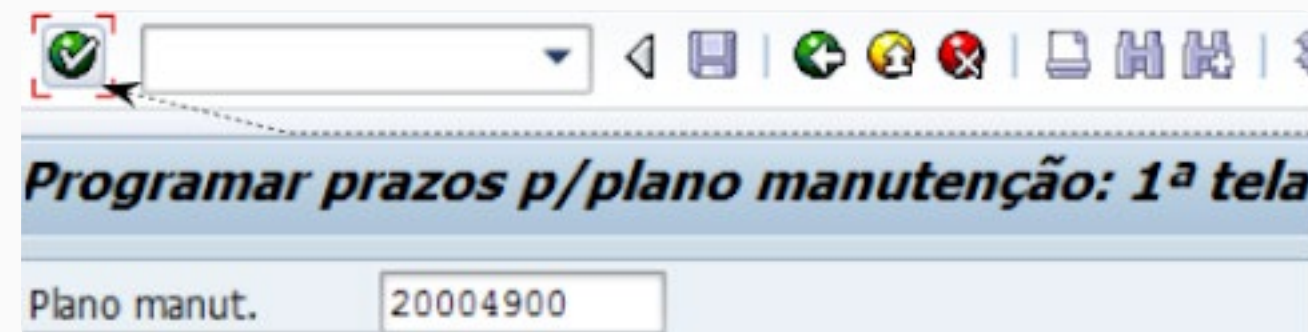 Programar prazos p/plano manutenção: 1ª tela
Plano manut. 20004900